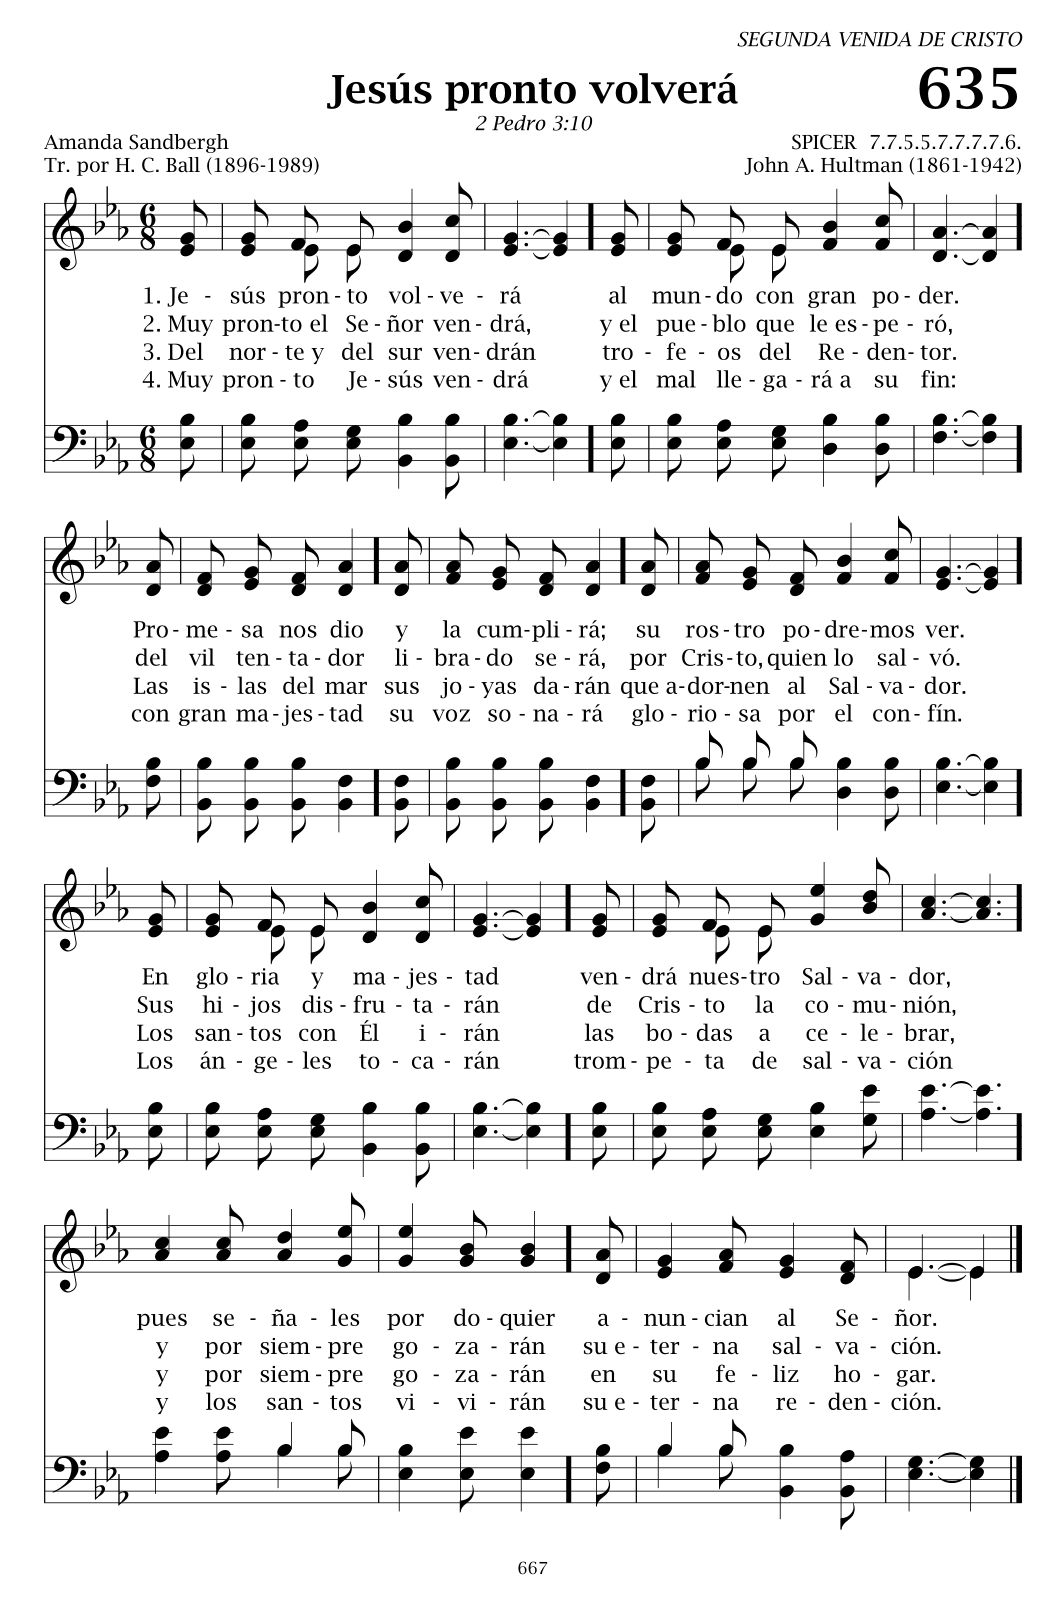 SEGUNDA VENIDA DE CRISTO
Jesús pronto volverá
635
2 Pedro 3:10
Amanda Sandbergh
SPICER 7.7.5.5.7.7.7.7.6.
Tr. por H. C. Ball (1896-1989)
John A. Hultman (1861-1942)
6
8
1. Je - sús pron - to vol - ve - rá al mun - do con gran po - der.
2. Muy pron - to el Se - ñor ven - drá, y el pue - blo que le es - pe - ró,
3. Del nor - te y del sur ven - drán tro - fe - os del Re - den - tor.
4. Muy pron - to Je - sús ven - drá y el mal lle - ga - rá a su fin:
6
8
Pro - me - sa nos dio y la cum - pli - rá; su ros - tro po - dre - mos ver.
del vil ten - ta - dor li - bra - do se - rá, por Cris - to, quien lo sal - vó.
Las is - las del mar sus jo - yas da - rán que a - dor - nen al Sal - va - dor.
con gran ma - jes - tad su voz so - na - rá glo - rio - sa por el con - fín.
En glo - ria y ma - jes - tad ven - drá nues - tro Sal - va - dor,
Sus hi - jos dis - fru - ta - rán de Cris - to la co - mu - nión,
Los san - tos con Él i - rán las bo - das a ce - le - brar,
Los án - ge - les to - ca - rán trom - pe - ta de sal - va - ción
pues se - ña - les por do - quier a - nun - cian al Se - ñor.
y por siem - pre go - za - rán su e - ter - na sal - va - ción.
y por siem - pre go - za - rán en su fe - liz ho - gar.
y los san - tos vi - vi - rán su e - ter - na re - den - ción.
667